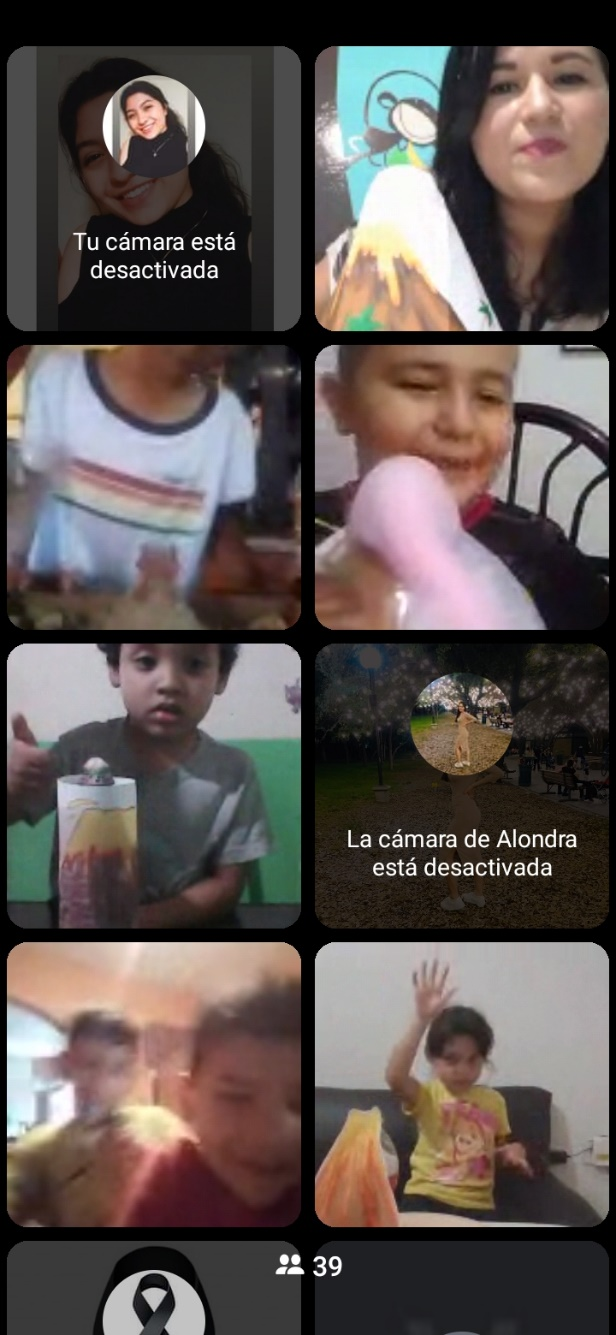 Tu cámara está
desactivada
La cámara de Alondra
está desactivada
39